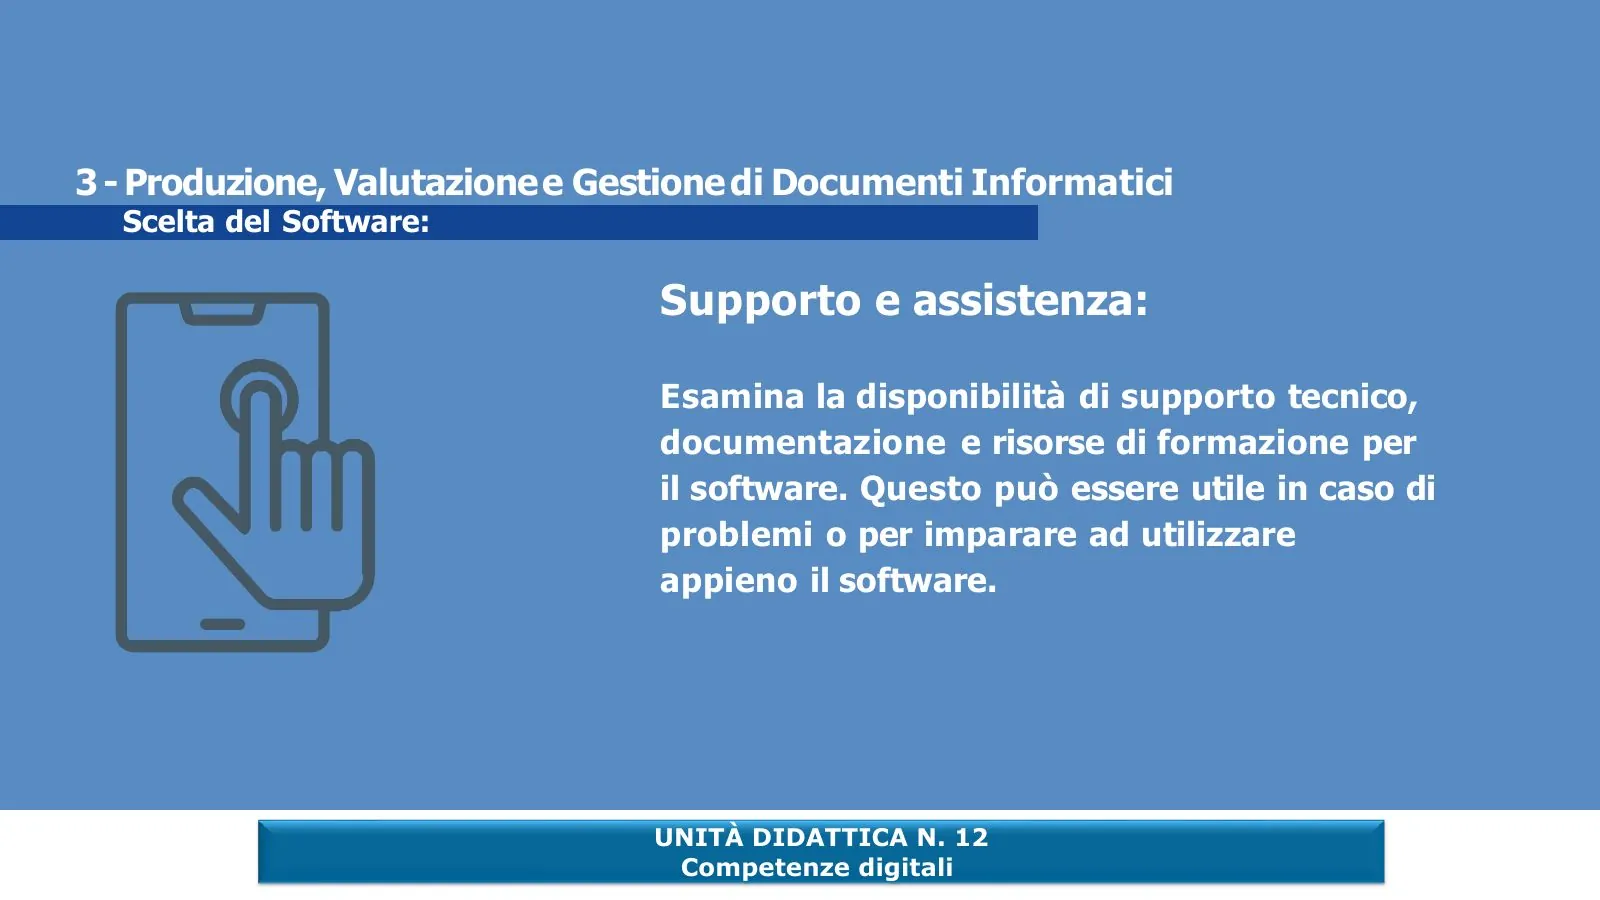 3 - Produzione, Valutazione e Gestione di Documenti Informatici
Scelta del Software:
Supporto e assistenza:
Esamina la disponibilità di supporto tecnico,
documentazione e risorse di formazione per
il software. Questo può essere utile in caso di
problemi o per imparare ad utilizzare
appieno il software.
UNITÀ DIDATTICA N. 12
Competenze digitali